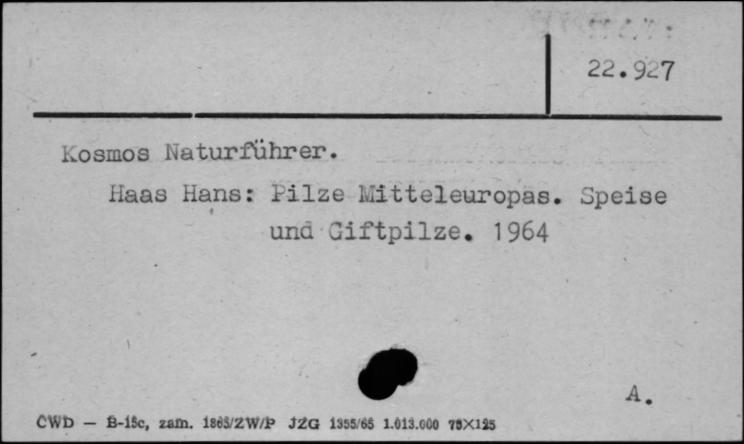 22.927
Kosmos Naturführer.
Haas Hans: Pilze Mitteleuropas. Speise
und Giftpilze. 1964
A.
CWD — B-15c, zam. 1865/ZW/P JZG 1355/65 1.013.000 75X125